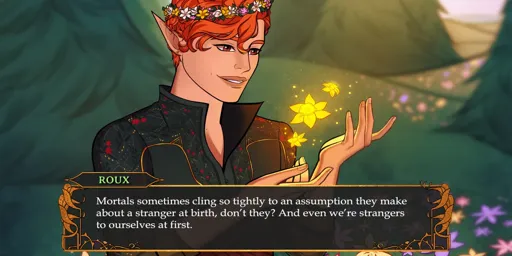 ROUX
Mortals sometimes cling so tightly to an assumption they make
about a stranger at birth, don't they? And even we're strangers
to ourselves at first.